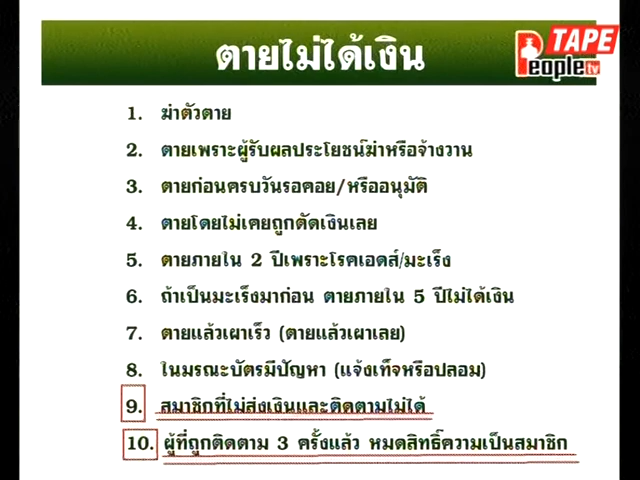 ตายไม่ได้เงิน
TAPE
People tv
1. ฆ่าตัวตาย
2. ตายเพราะผู้รับผลประโยชน์ฆ่าหรือจ้างวาน
3. ตายก่อนครบวันรอคอย/หรืออนุมัติ
4. ตายโดยไม่เคยถูกตัดเงินเลย
5. ตายภายใน 2 ปีเพราะโรคเอดส์/มะเร็ง
6. ถ้าเป็นมะเร็งมาก่อน ตายภายใน 5 ปีไม่ได้เงิน
7. ตายแล้วเผาเร็ว (ตายแล้วเผาเลย)
8. ในมรณะบัตรมีปัญหา (แจ้งเท็จหรือปลอม)
9. สมาชิกที่ไม่ส่งเงินและติดตามไม่ได้
10. ผู้ที่ถูกติดตาม 3 ครั้งแล้ว หมดสิทธิ์ความเป็นสมาชิก